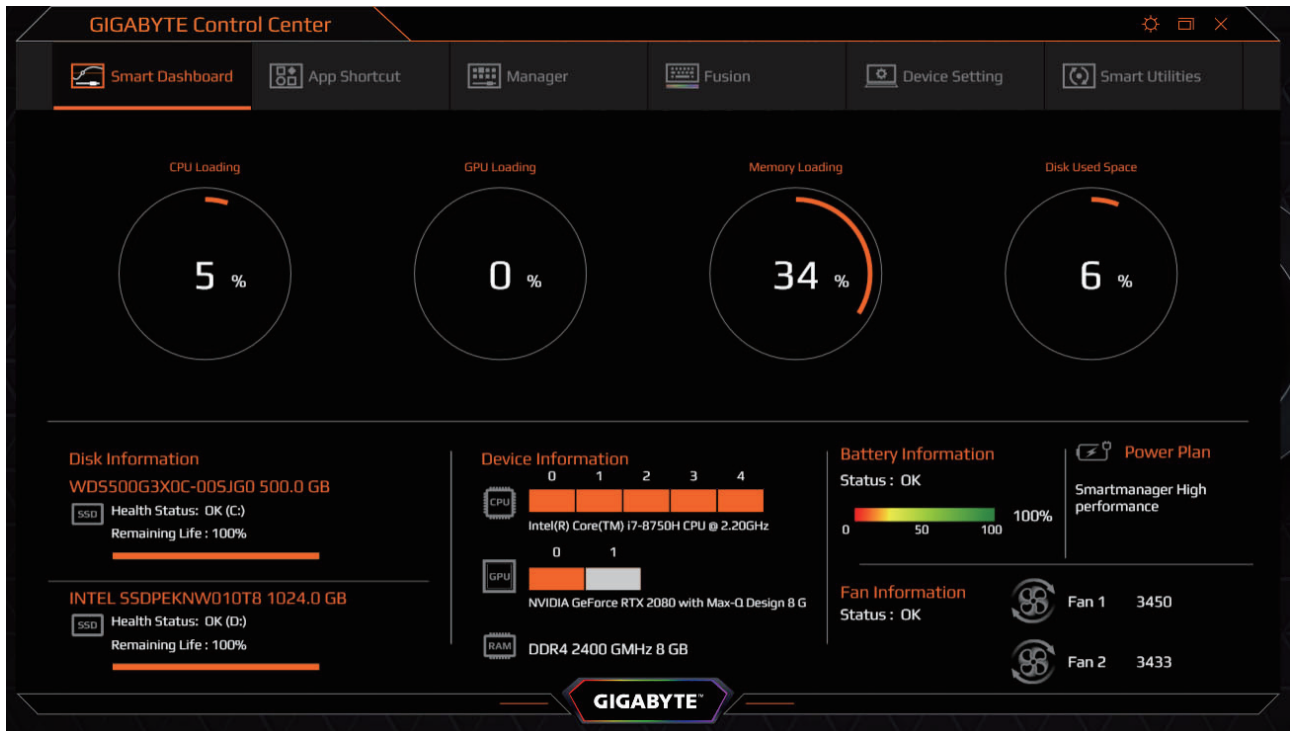 GIGABYTE Control Center
Smart Dashboard
App Shortcut
Manager
Fusion
Device Setting
Smart Utilities
CPU Loading
5 %
GPU Loading
0 %
Memory Loading
34 %
Disk Used Space
6 %
Disk Information
WDS500G3X0C-00SJG0 500.0 GB
SSD
Health Status: OK (C:)
Remaining Life : 100%
INTEL SSDPEKNW010T8 1024.0 GB
SSD
Health Status: OK (D:)
Remaining Life : 100%
Device Information
0 1 2 3 4
CPU
Intel(R) Core(TM) i7-8750H CPU @ 2.20GHz
0 1
GPU
NVIDIA GeForce RTX 2080 with Max-Q Design 8 G
RAM
DDR4 2400 GMHz 8 GB
Battery Information
Status : OK
100%
0 50 100
Power Plan
Smartmanager High
performance
Fan Information
Status : OK
Fan 1 3450
Fan 2 3433
GIGABYTE™